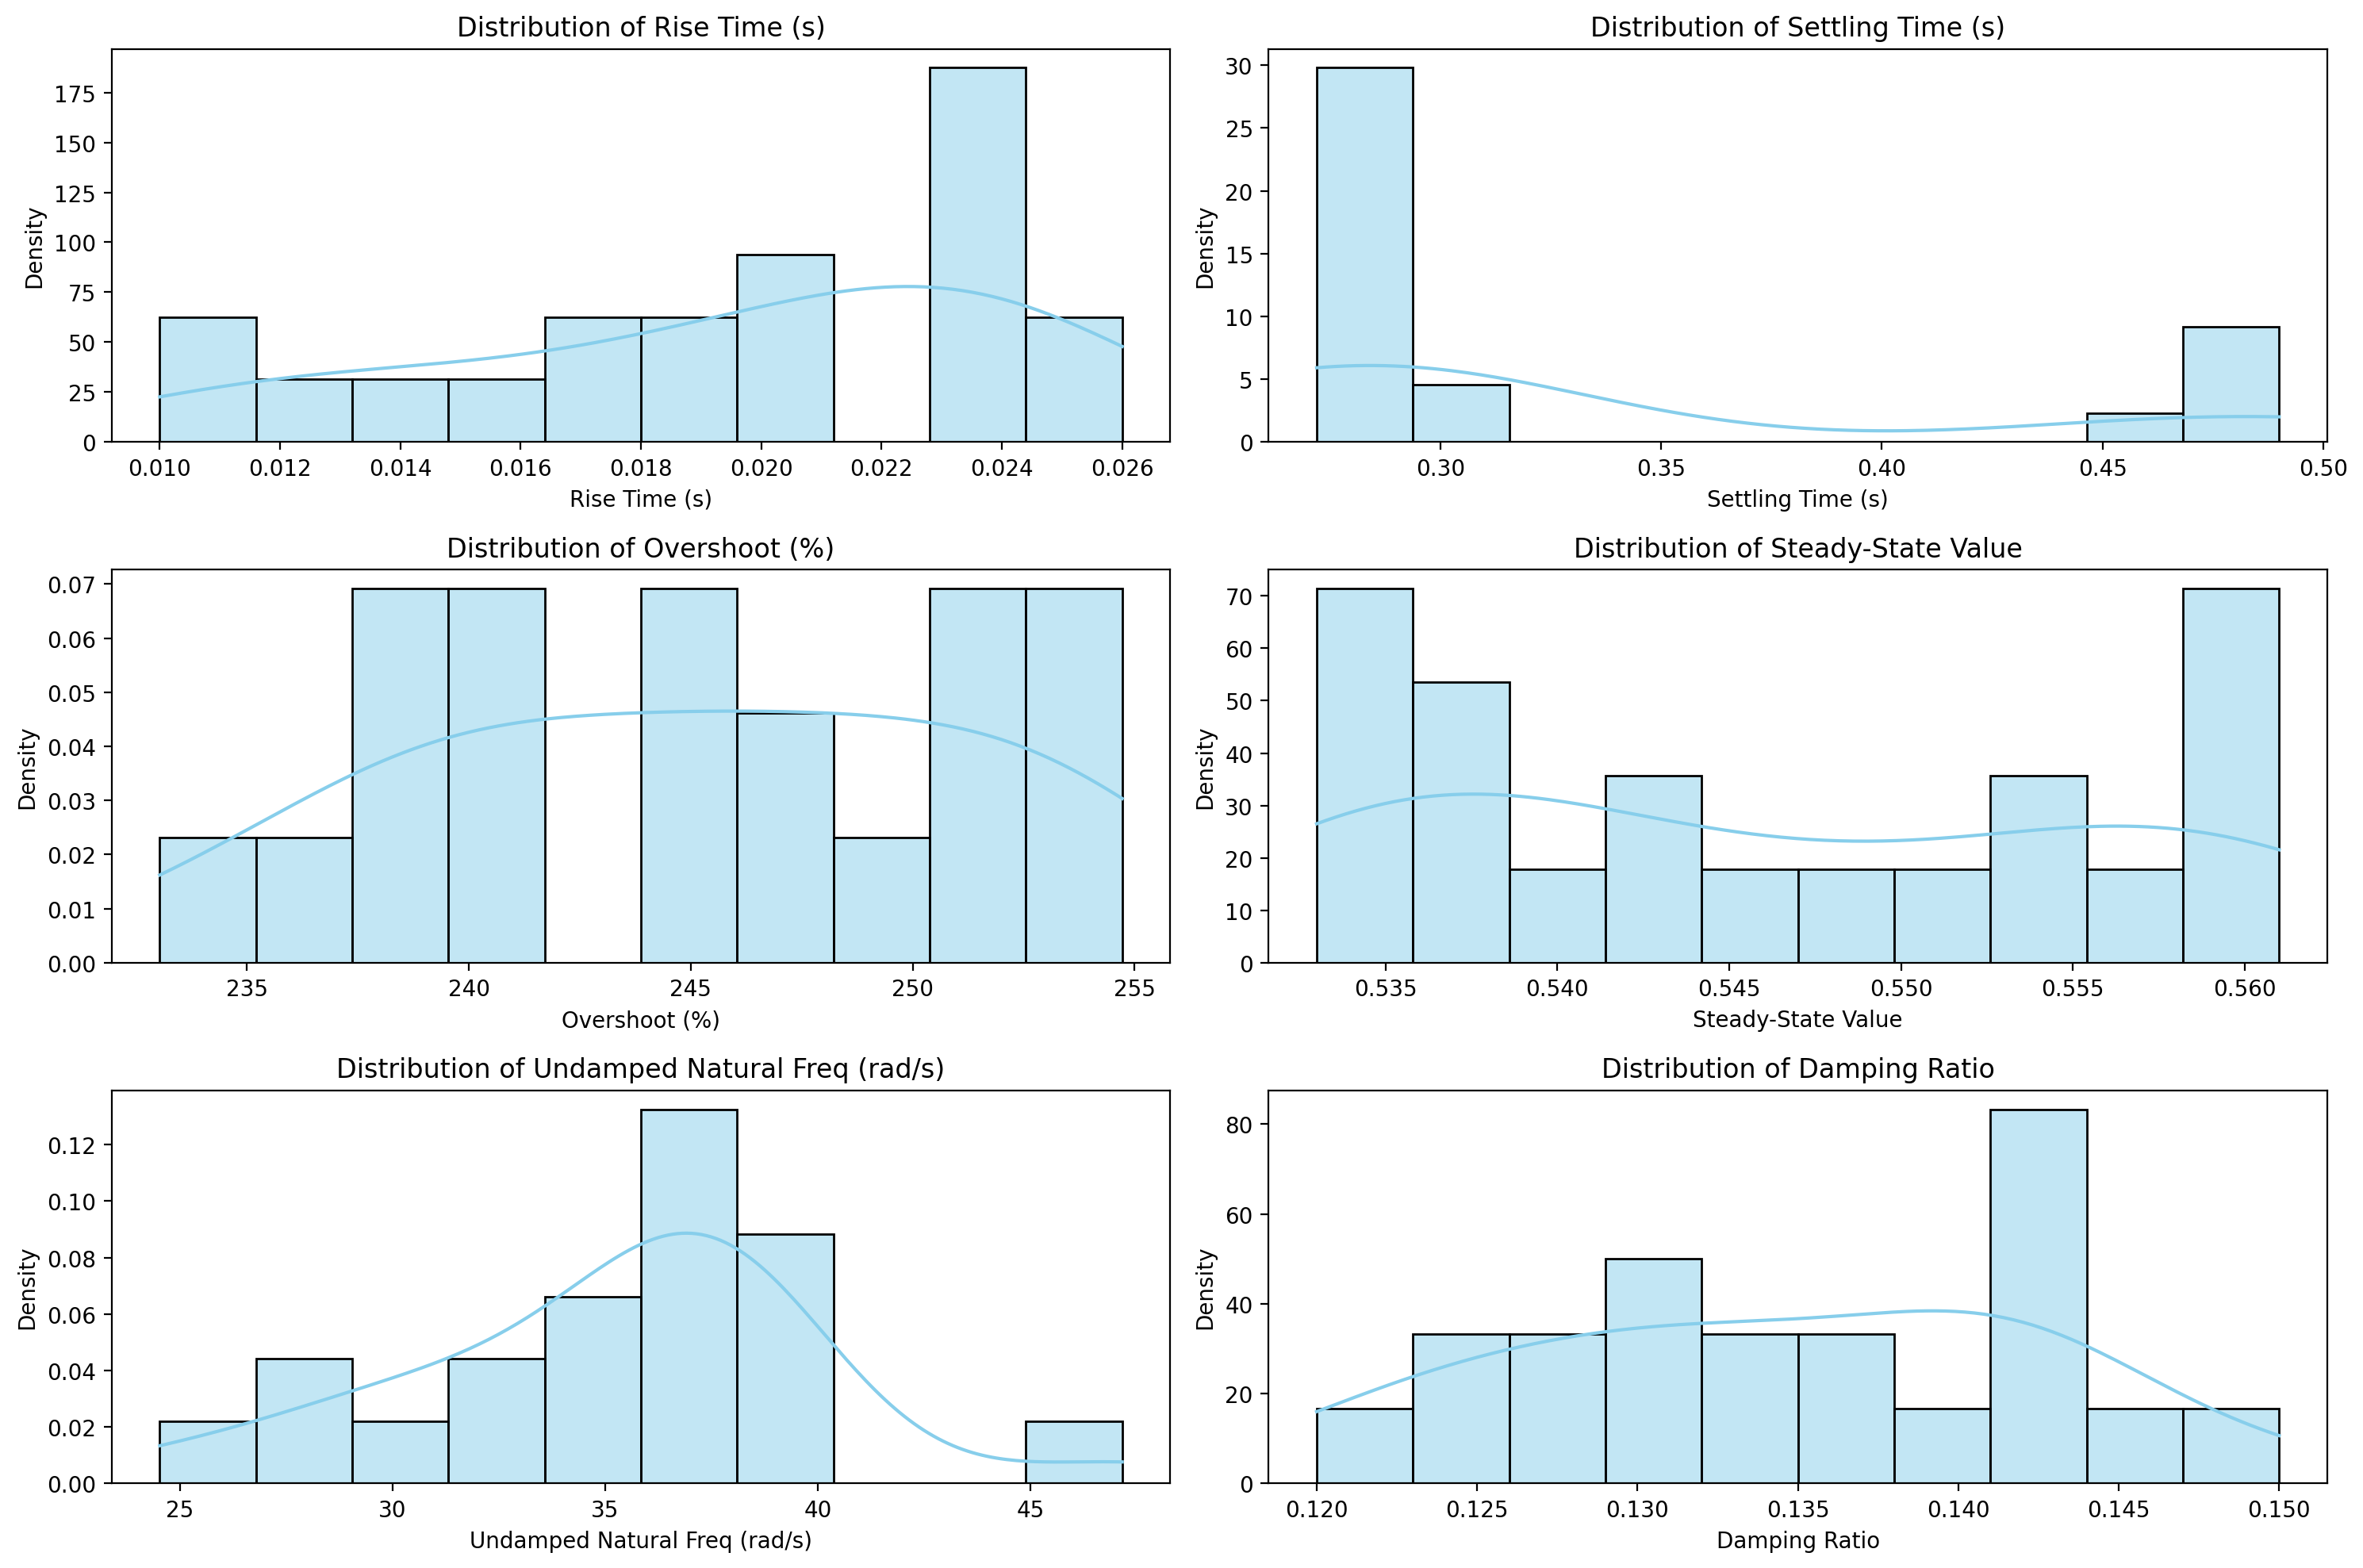 Distribution of Rise Time (s)
175
150
125
100
75
50
25
0
Density
0.010 0.012 0.014 0.016 0.018 0.020 0.022 0.024 0.026
Rise Time (s)
Distribution of Settling Time (s)
30
25
20
15
10
5
0
Density
0.30 0.35 0.40 0.45 0.50
Settling Time (s)
Distribution of Overshoot (%)
0.07
0.06
0.05
0.04
0.03
0.02
0.01
0.00
Density
235 240 245 250 255
Overshoot (%)
Distribution of Steady-State Value
70
60
50
40
30
20
10
0
Density
0.535 0.540 0.545 0.550 0.555 0.560
Steady-State Value
Distribution of Undamped Natural Freq (rad/s)
0.12
0.10
0.08
0.06
0.04
0.02
0.00
Density
25 30 35 40 45
Undamped Natural Freq (rad/s)
Distribution of Damping Ratio
80
60
40
20
0
Density
0.120 0.125 0.130 0.135 0.140 0.145 0.150
Damping Ratio